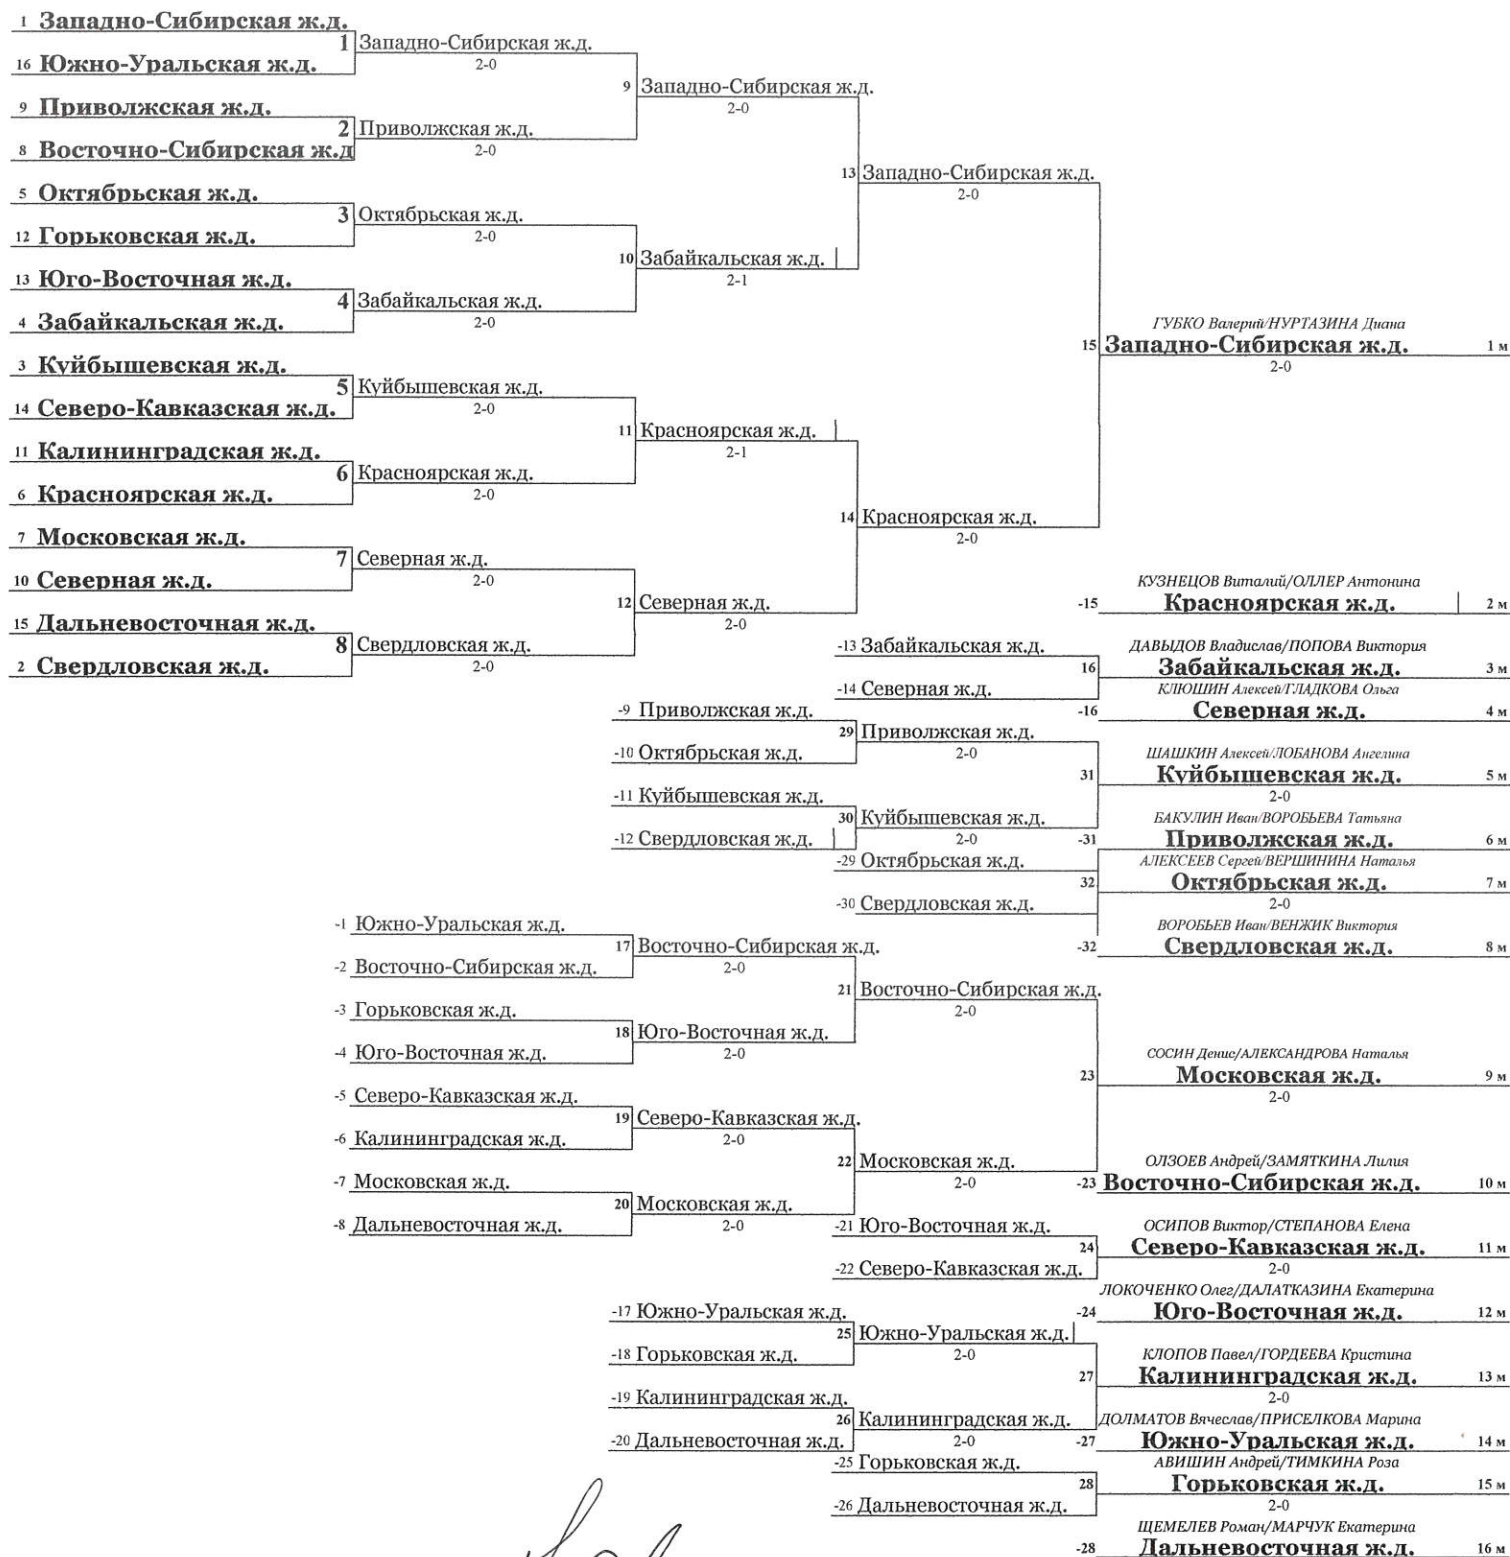 1 Западно-Сибирская ж.д.
1 Западно-Сибирская ж.д.
16 Южно-Уральская ж.д.
2-0
9 Западно-Сибирская ж.д.
9 Приволжская ж.д.
2-0
2 Приволжская ж.д.
8 Восточно-Сибирская ж.д
2-0
13 Западно-Сибирская ж.д.
5 Октябрьская ж.д.
2-0
3 Октябрьская ж.д.
12 Горьковская ж.д.
2-0
10 Забайкальская ж.д.
13 Юго-Восточная ж.д.
2-1
4 Забайкальская ж.д.
4 Забайкальская ж.д.
2-0
ГУБКО Валерий/НУРТАЗИНА Диана
15 Западно-Сибирская ж.д. 1 м
3 Куйбышевская ж.д.
2-0
5 Куйбышевская ж.д.
14 Северо-Кавказская ж.д.
2-0
11 Красноярская ж.д.
11 Калининградская ж.д.
2-1
6 Красноярская ж.д.
6 Красноярская ж.д.
2-0
14 Красноярская ж.д.
7 Московская ж.д.
2-0
7 Северная ж.д.
10 Северная ж.д.
2-0
КУЗНЕЦОВ Виталий/ОЛЛЕР Антонина
12 Северная ж.д.
-15 Красноярская ж.д. 2 м
15 Дальневосточная ж.д.
2-0
8 Свердловская ж.д.
2 Свердловская ж.д.
2-0
-13 Забайкальская ж.д.
ДАВЫДОВ Владислав/ПОПОВА Виктория
16 Забайкальская ж.д. 3 м
-14 Северная ж.д.
КЛЮШИН Алексей/ГЛАДКОВА Ольга
-9 Приволжская ж.д.
-16 Северная ж.д. 4 м
29 Приволжская ж.д.
-10 Октябрьская ж.д.
2-0
ШАШКИН Алексей/ЛОБАНОВА Ангелина
31 Куйбышевская ж.д. 5 м
-11 Куйбышевская ж.д.
2-0
30 Куйбышевская ж.д.
БАКУЛИН Иван/ВОРОБЬЕВА Татьяна
-12 Свердловская ж.д.
2-0
-31 Приволжская ж.д. 6 м
-29 Октябрьская ж.д.
АЛЕКСЕЕВ Сергей/ВЕРШИНИНА Наталья
32 Октябрьская ж.д. 7 м
-30 Свердловская ж.д.
2-0
-1 Южно-Уральская ж.д.
ВОРОБЬЕВ Иван/ВЕНЖИК Виктория
17 Восточно-Сибирская ж.д.
-32 Свердловская ж.д. 8 м
-2 Восточно-Сибирская ж.д.
2-0
21 Восточно-Сибирская ж.д.
-3 Горьковская ж.д.
2-0
18 Юго-Восточная ж.д.
-4 Юго-Восточная ж.д.
2-0
СОСИН Денис/АЛЕКСАНДРОВА Наталья
23 Московская ж.д. 9 м
-5 Северо-Кавказская ж.д.
2-0
19 Северо-Кавказская ж.д.
-6 Калининградская ж.д.
2-0
22 Московская ж.д.
ОЛЗОЕВ Андрей/ЗАМЯТКИНА Лилия
-7 Московская ж.д.
2-0
-23 Восточно-Сибирская ж.д. 10 м
20 Московская ж.д.
-8 Дальневосточная ж.д.
2-0
-21 Юго-Восточная ж.д.
ОСИПОВ Виктор/СТЕПАНОВА Елена
24 Северо-Кавказская ж.д. 11 м
-22 Северо-Кавказская ж.д.
2-0
ЛОКОЧЕНКО Олег/ДАЛАТКАЗИНА Екатерина
-17 Южно-Уральская ж.д.
-24 Юго-Восточная ж.д. 12 м
25 Южно-Уральская ж.д.
-18 Горьковская ж.д.
2-0
КЛОПОВ Павел/ГОРДЕЕВА Кристина
27 Калининградская ж.д. 13 м
-19 Калининградская ж.д.
2-0
26 Калининградская ж.д.
ДОЛМАТОВ Вячеслав/ПРИСЕЛКОВА Марина
-20 Дальневосточная ж.д.
2-0
-27 Южно-Уральская ж.д. 14 м
-25 Горьковская ж.д.
АВИШИН Андрей/ТИМКИНА Роза
28 Горьковская ж.д. 15 м
-26 Дальневосточная ж.д.
2-0
ЩЕМЕЛЕВ Роман/МАРЧУК Екатерина
-28 Дальневосточная ж.д. 16 м